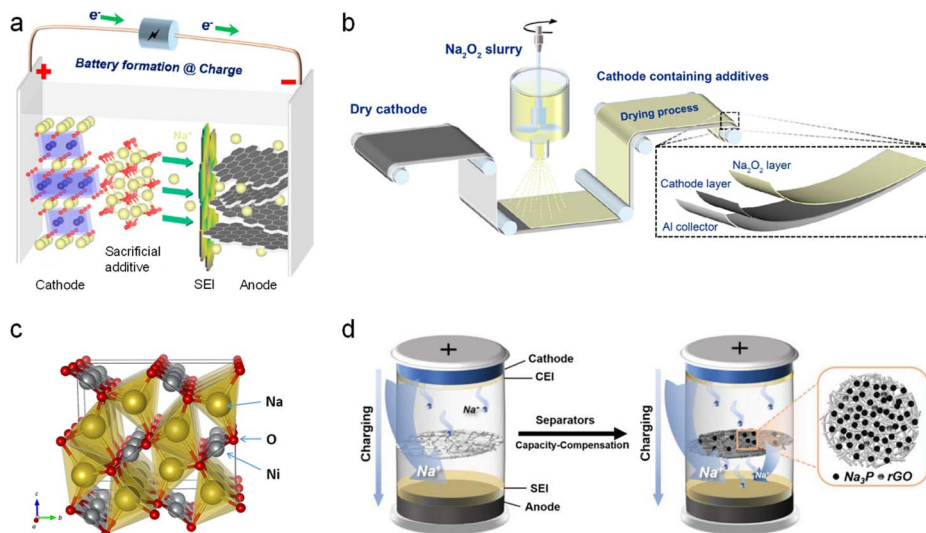 a
e⁻
e⁻
Battery formation @ Charge
+
−
Na⁺
Sacrificial
additive
Cathode
SEI
Anode
b
Na₂O₂ slurry
Dry cathode
Cathode containing additives
Drying process
Na₂O₂ layer
Cathode layer
Al collector
c
Na
O
Ni
c
a
b
d
Charging
+
Cathode
CEI
Na⁺
Na⁺
SEI
Anode
Separators
Capacity-Compensation
Charging
+
Na⁺
Na⁺
Na₃P
rGO